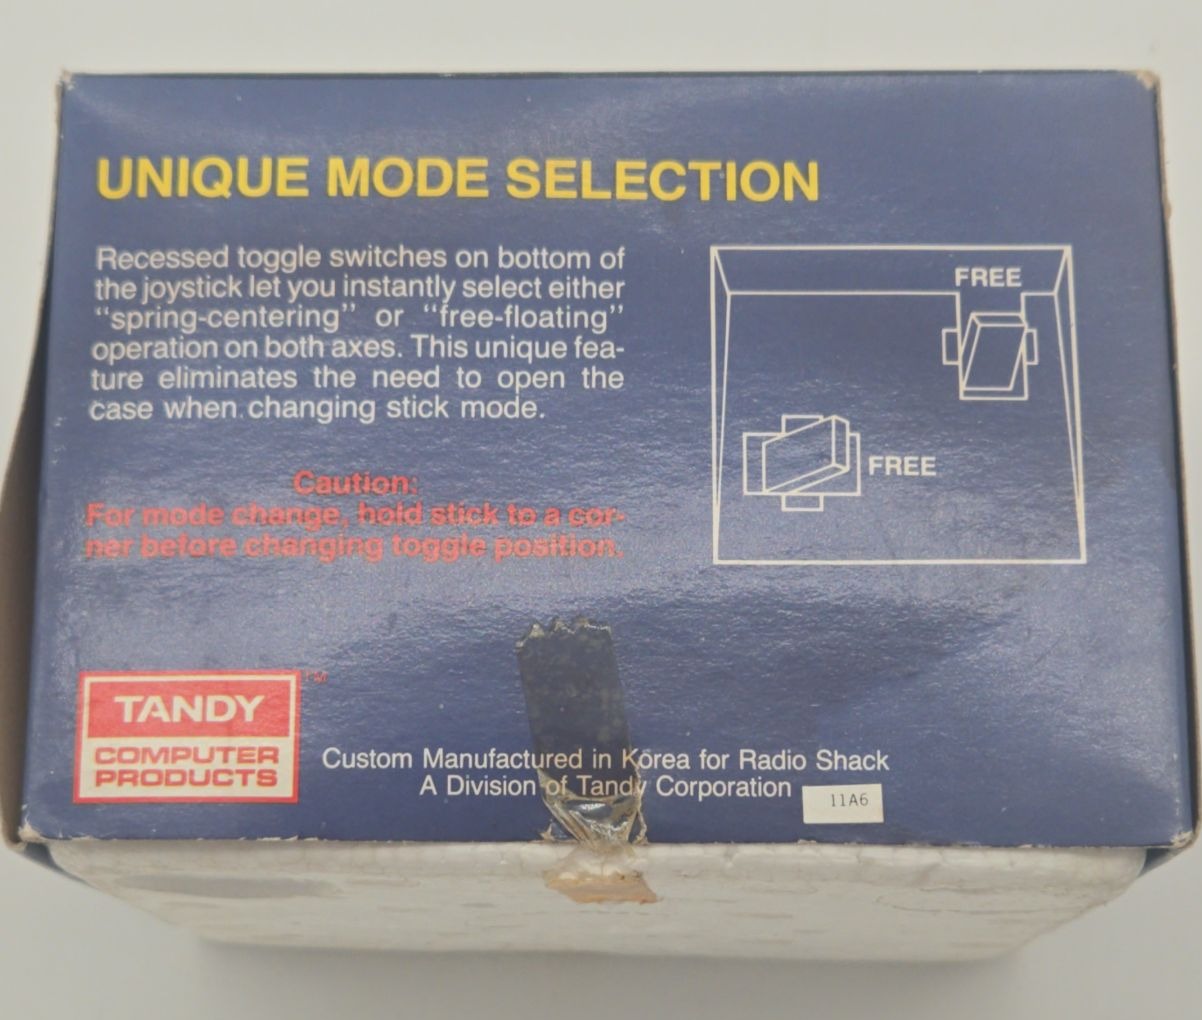 UNIQUE MODE SELECTION
Recessed toggle switches on bottom of
the joystick let you instantly select either
‘‘spring-centering’’ or ‘‘free-floating’’
operation on both axes. This unique fea-
ture eliminates the need to open the
case when changing stick mode.
Caution:
For mode change, hold stick to a cor-
ner before changing toggle position.
FREE
FREE
TANDY TM
COMPUTER
PRODUCTS
Custom Manufactured in Korea for Radio Shack
A Division of Tandy Corporation
11A6